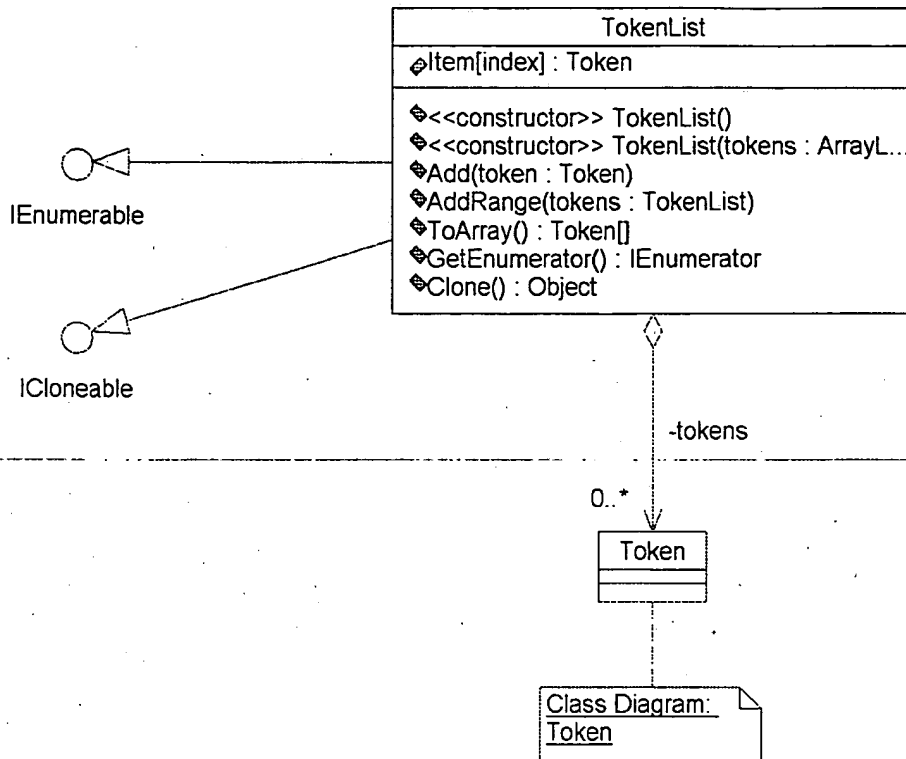 TokenList
Item[index] : Token
<<constructor>> TokenList()
<<constructor>> TokenList(tokens : ArrayL...
Add(token : Token)
AddRange(tokens : TokenList)
ToArray() : Token[]
GetEnumerator() : IEnumerator
Clone() : Object
IEnumerable
ICloneable
-tokens
0..*
Token
Class Diagram:
Token